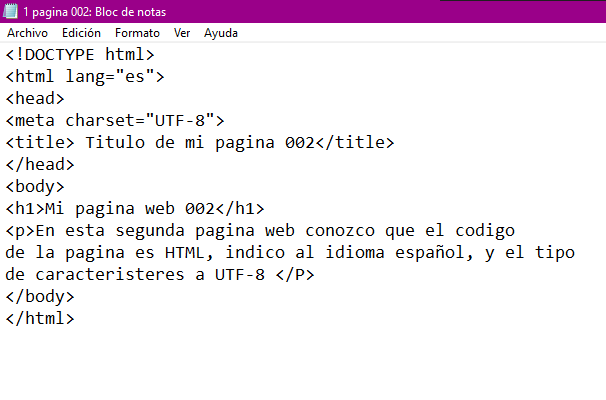 1 pagina 002: Bloc de notas
Archivo Edición Formato Ver Ayuda
<!DOCTYPE html>
<html lang="es">
<head>
<meta charset="UTF-8">
<title> Titulo de mi pagina 002</title>
</head>
<body>
<h1>Mi pagina web 002</h1>
<p>En esta segunda pagina web conozco que el codigo
de la pagina es HTML, indico al idioma español, y el tipo
de caracteristeres a UTF-8 </P>
</body>
</html>